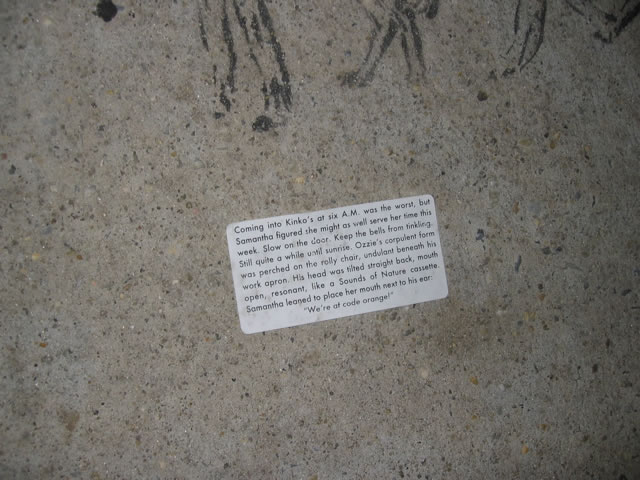 Coming into Kinko's at six A.M. was the worst, but
Samantha figured she might as well serve her time this
week. Slow on the door. Keep the bells from tinkling.
Still quite a while until sunrise. Ozzie's corpulent form
was perched on the rolly chair, undulant beneath his
work apron. His head was tilted straight back, mouth
open, resonant, like a Sounds of Nature cassette.
Samantha leaned to place her mouth next to his ear:
"We're at code orange!"